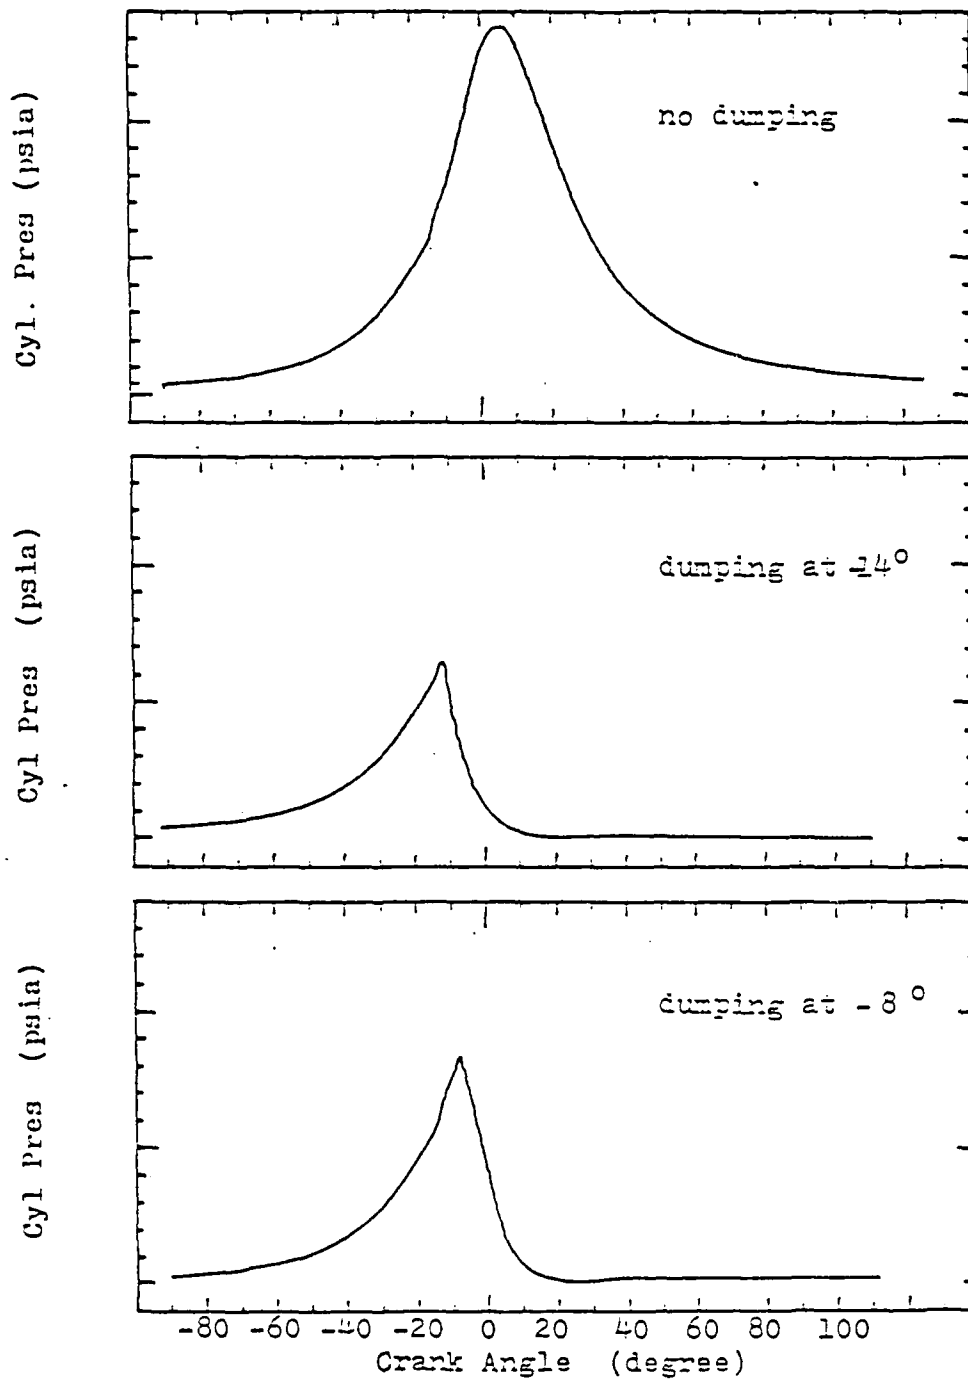 Cyl. Pres (psia)
no dumping
Cyl Pres (psia)
dumping at -14°
Cyl Pres (psia)
dumping at -8°
-80 -60 -40 -20 0 20 40 60 80 100
Crank Angle (degree)